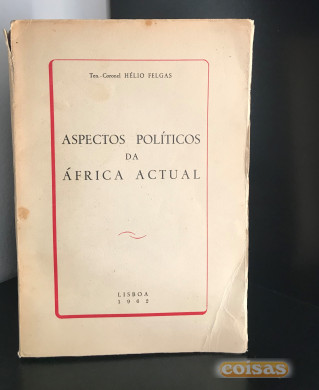 Ten.-Coronel HÉLIO FELGAS
ASPECTOS POLÍTICOS
DA
ÁFRICA ACTUAL
LISBOA
1962
coisas